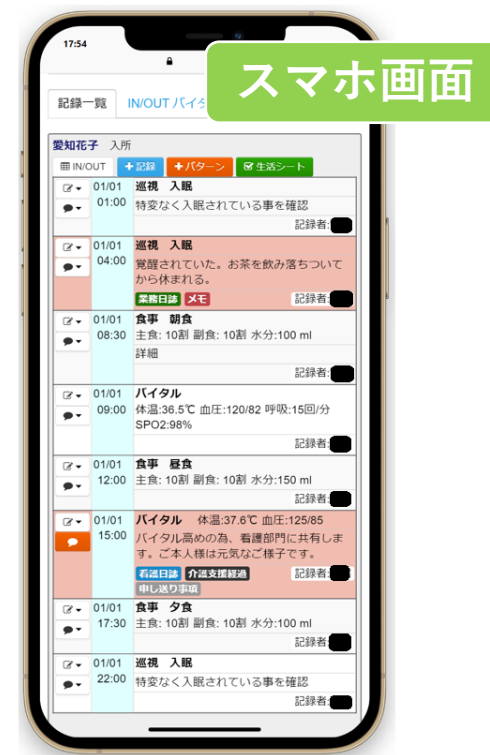 17:54
スマホ画面
記録一覧 IN/OUT バイタ
愛知花子 入所
IN/OUT +記録 +パターン 生活シート
01/01 巡視 入眠
01:00 特変なく入眠されている事を確認
記録者:
01/01 巡視 入眠
04:00 覚醒されていた。お茶を飲み落ちついて
から休まれる。
業務日誌 メモ 記録者:
01/01 食事 朝食
08:30 主食: 10割 副食: 10割 水分:100 ml
詳細
記録者:
01/01 バイタル
09:00 体温:36.5℃ 血圧:120/82 呼吸:15回/分
SPO2:98%
記録者:
01/01 食事 昼食
12:00 主食: 10割 副食: 10割 水分:150 ml
記録者:
01/01 バイタル 体温:37.6℃ 血圧:125/85
15:00 バイタル高めの為、看護部門に共有しま
す。ご本人様は元気なご様子です。
看護日誌 介護支援経過 記録者:
申し送り事項
01/01 食事 夕食
17:30 主食: 10割 副食: 10割 水分:100 ml
記録者:
01/01 巡視 入眠
22:00 特変なく入眠されている事を確認
記録者: